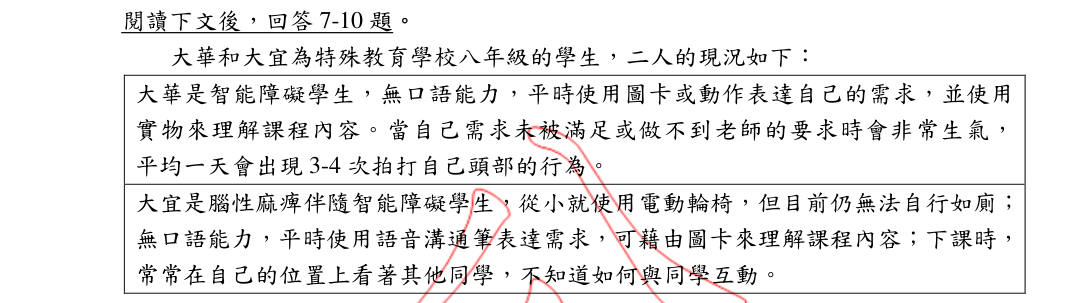 閱讀下文後，回答 7-10 題。
大華和大宜為特殊教育學校八年級的學生，二人的現況如下：
大華是智能障礙學生，無口語能力，平時使用圖卡或動作表達自己的需求，並使用
實物來理解課程內容。當自己需求未被滿足或做不到老師的要求時會非常生氣，
平均一天會出現 3-4 次拍打自己頭部的行為。
大宜是腦性麻痺伴隨智能障礙學生，從小就使用電動輪椅，但目前仍無法自行如廁；
無口語能力，平時使用語音溝通筆表達需求，可藉由圖卡來理解課程內容；下課時，
常常在自己的位置上看著其他同學，不知道如何與同學互動。